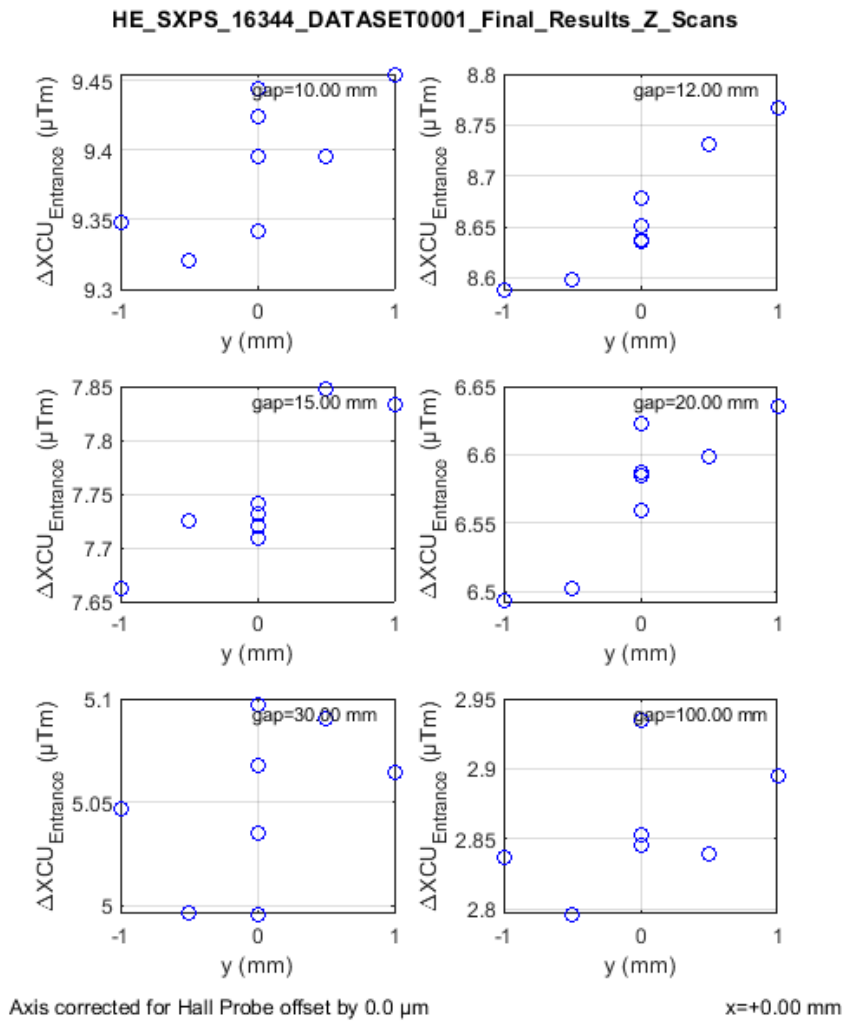 HE_SXPS_16344_DATASET0001_Final_Results_Z_Scans
9.45
9.4
9.35
9.3
-1
0
1
y (mm)
ΔXCU_Entrance (µTm)
gap=10.00 mm
8.8
8.75
8.7
8.65
8.6
-1
0
1
y (mm)
ΔXCU_Entrance (µTm)
gap=12.00 mm
7.85
7.8
7.75
7.7
7.65
-1
0
1
y (mm)
ΔXCU_Entrance (µTm)
gap=15.00 mm
6.65
6.6
6.55
6.5
-1
0
1
y (mm)
ΔXCU_Entrance (µTm)
gap=20.00 mm
5.1
5.05
5
-1
0
1
y (mm)
ΔXCU_Entrance (µTm)
gap=30.00 mm
2.95
2.9
2.85
2.8
-1
0
1
y (mm)
ΔXCU_Entrance (µTm)
gap=100.00 mm
Axis corrected for Hall Probe offset by 0.0 µm
x=+0.00 mm